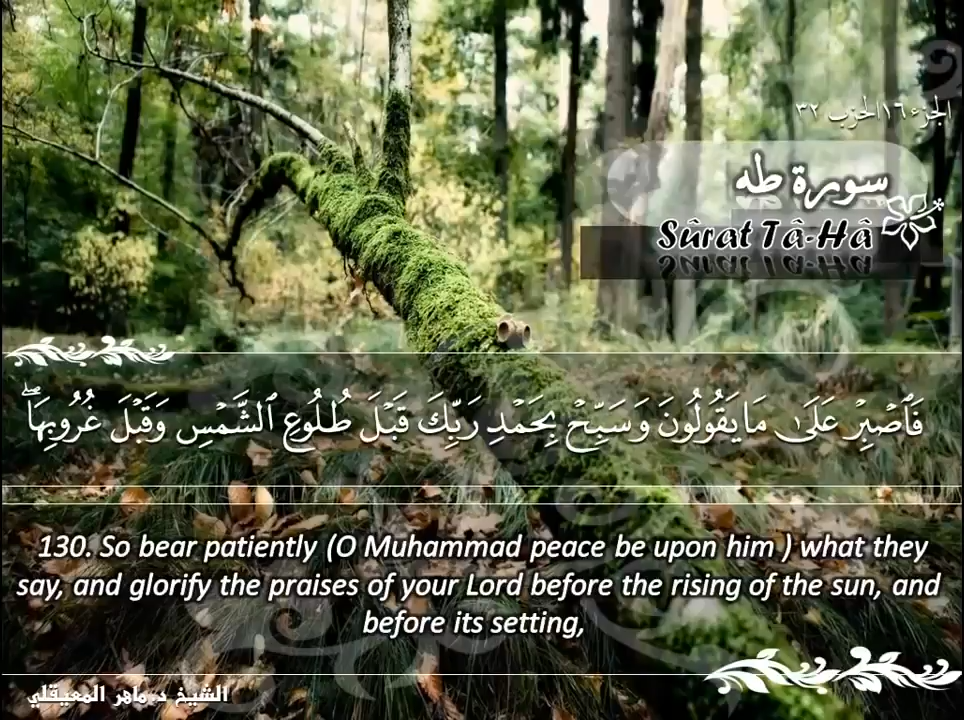 الجزء ١٦ الحزب ٣٢
سورة طه
Sûrat Tâ-Hâ
فَٱصْبِرْ عَلَىٰ مَا يَقُولُونَ وَسَبِّحْ بِحَمْدِ رَبِّكَ قَبْلَ طُلُوعِ ٱلشَّمْسِ وَقَبْلَ غُرُوبِهَا ۖ
130. So bear patiently (O Muhammad peace be upon him ) what they
say, and glorify the praises of your Lord before the rising of the sun, and
before its setting,
الشيخ د.ماهر المعيقلي